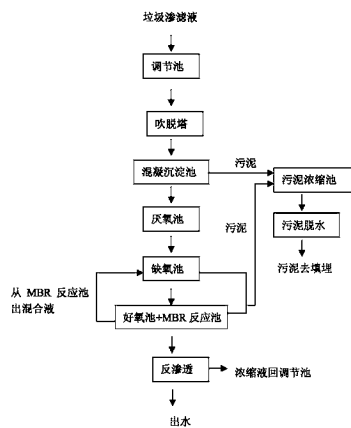 垃圾渗滤液
调节池
吹脱塔
混凝沉淀池
污泥
污泥浓缩池
厌氧池
污泥
污泥脱水
缺氧池
污泥去填埋
从 MBR 反应池
出混合液
好氧池+MBR 反应池
反渗透
浓缩液回调节池
出水